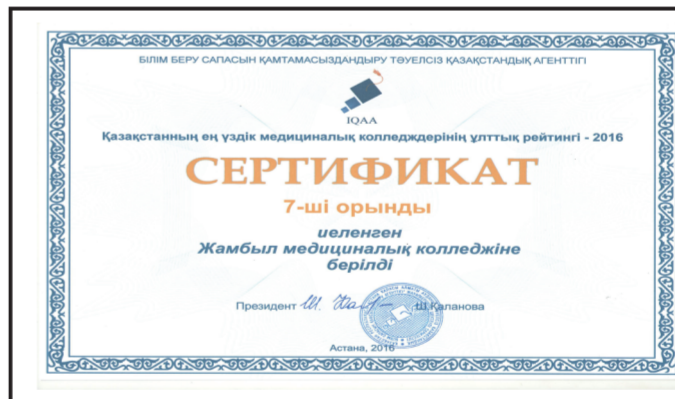 БІЛІМ БЕРУ САПАСЫН ҚАМТАМАСЫЗДАНДЫРУ ТӘУЕЛСІЗ ҚАЗАҚСТАНДЫҚ АГЕНТТІГІ
IQAA
Қазақстанның ең үздік медициналық колледждерінің ұлттық рейтингі - 2016
СЕРТИФИКАТ
7-ші орынды
иеленген
Жамбыл медициналық колледжіне
берілді
Президент Ш.Қаланова
Астана, 2016